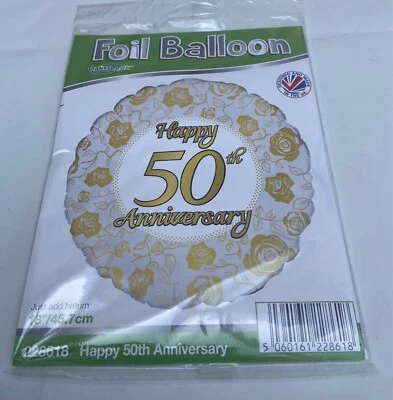 Foil Balloon
Happy
50th
Anniversary
Just add helium
18"/45.7cm
228618 Happy 50th Anniversary
5 060161 228618